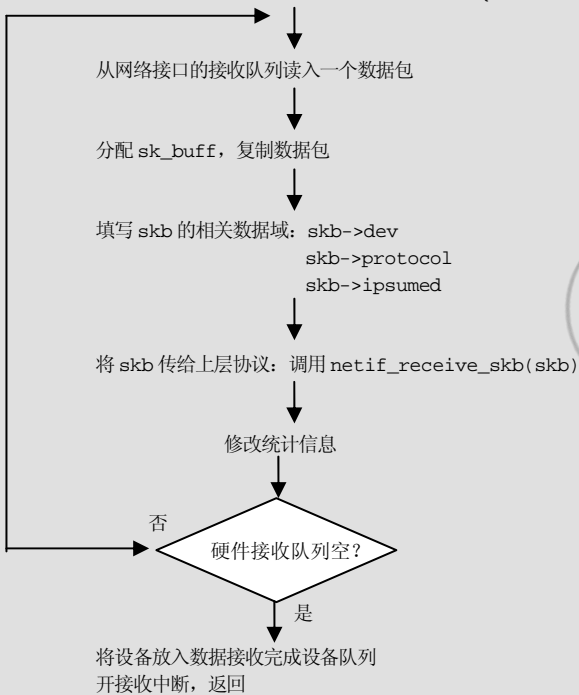 从网络接口的接收队列读入一个数据包
分配 sk_buff，复制数据包
填写 skb 的相关数据域：skb->dev
skb->protocol
skb->ipsumed
将 skb 传给上层协议：调用 netif_receive_skb(skb)
修改统计信息
否
硬件接收队列空？
是
将设备放入数据接收完成设备队列
开接收中断，返回